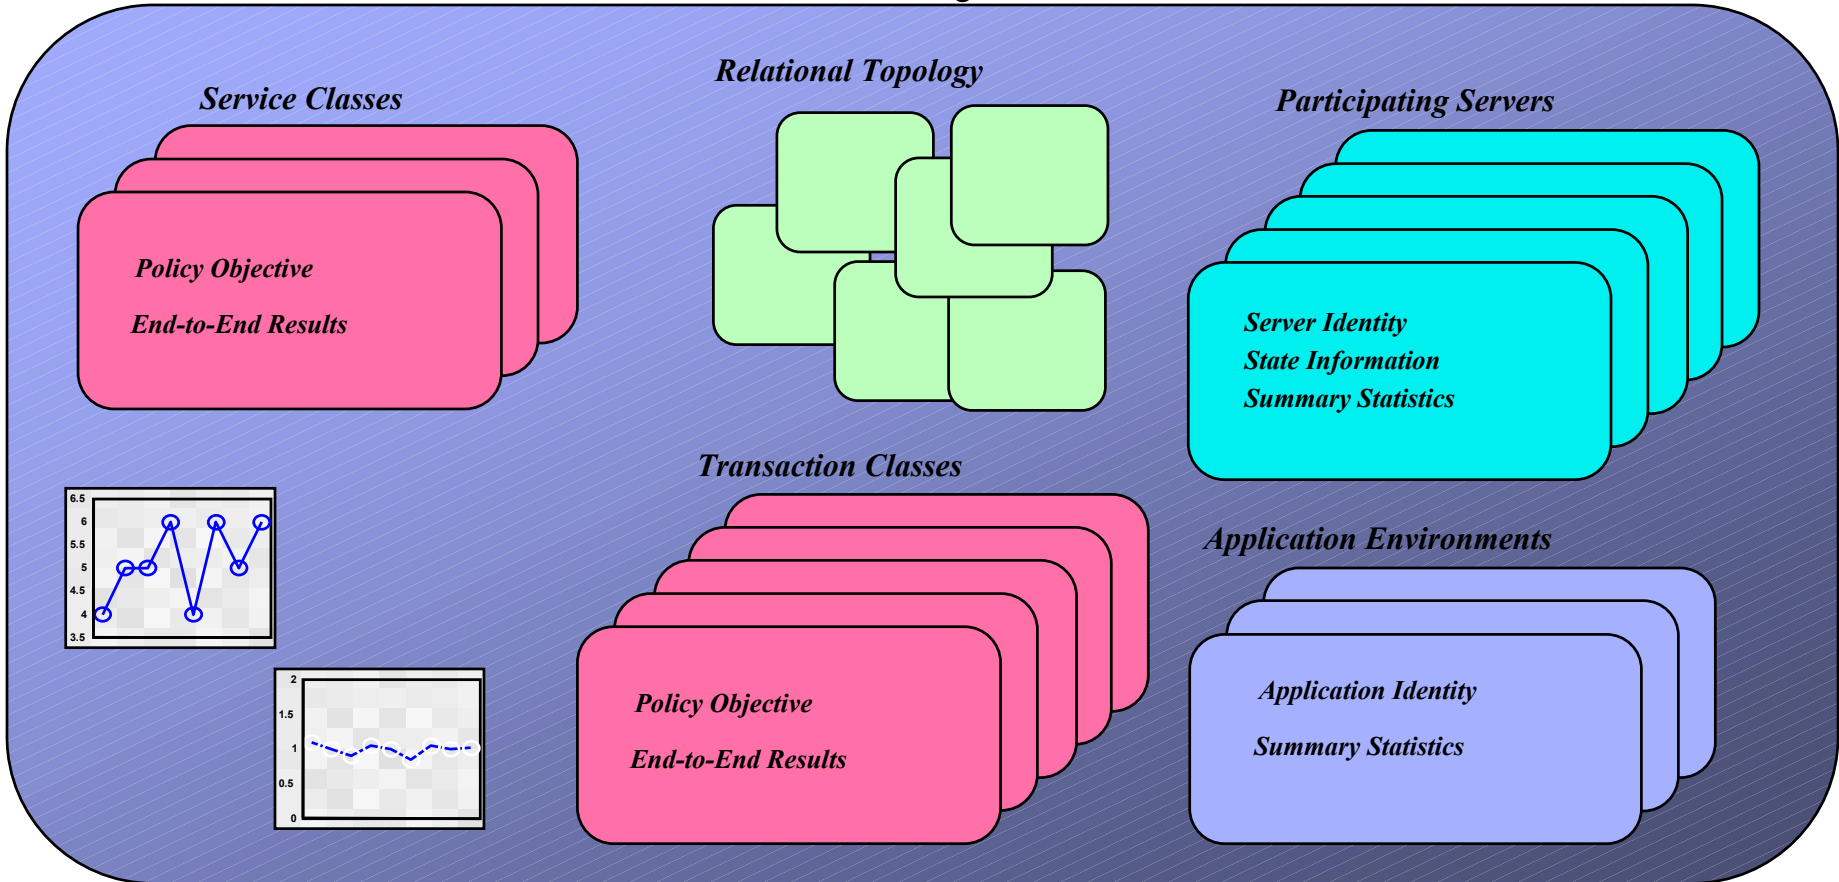 Relational Topology
Service Classes
Participating Servers
Policy Objective
End-to-End Results
Server Identity
State Information
Summary Statistics
Transaction Classes
6.5
6
5.5
5
4.5
4
3.5
Application Environments
2
1.5
1
0.5
0
Policy Objective
End-to-End Results
Application Identity
Summary Statistics